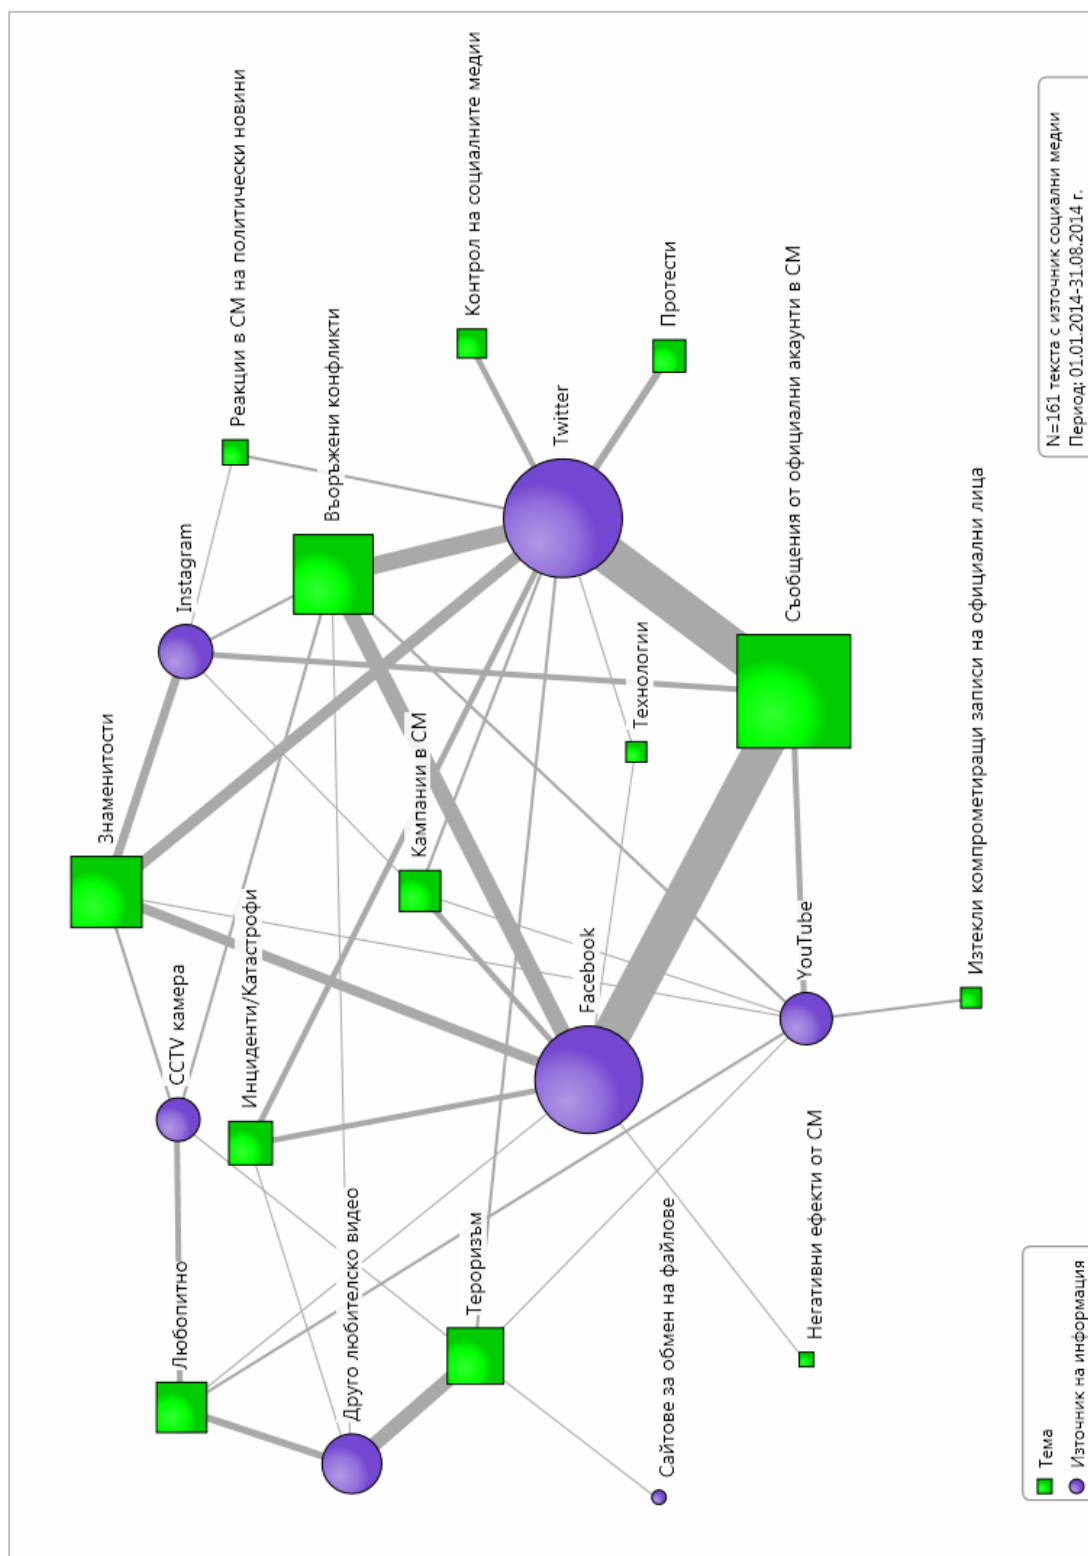 Знаменитости
Любопитно
CCTV камера
Instagram
Реакции в СМ на политически новини
Инциденти/Катастрофи
Въоръжени конфликти
Друго любителско видео
Кампании в СМ
Тероризъм
Контрол на социалните медии
Twitter
Facebook
Технологии
Сайтове за обмен на файлове
Протести
Съобщения от официални акаунти в СМ
YouTube
Негативни ефекти от СМ
Изтекли компрометиращи записи на официални лица
Тема
Източник на информация
N=161 текста с източник социални медии
Период: 01.01.2014-31.08.2014 г.